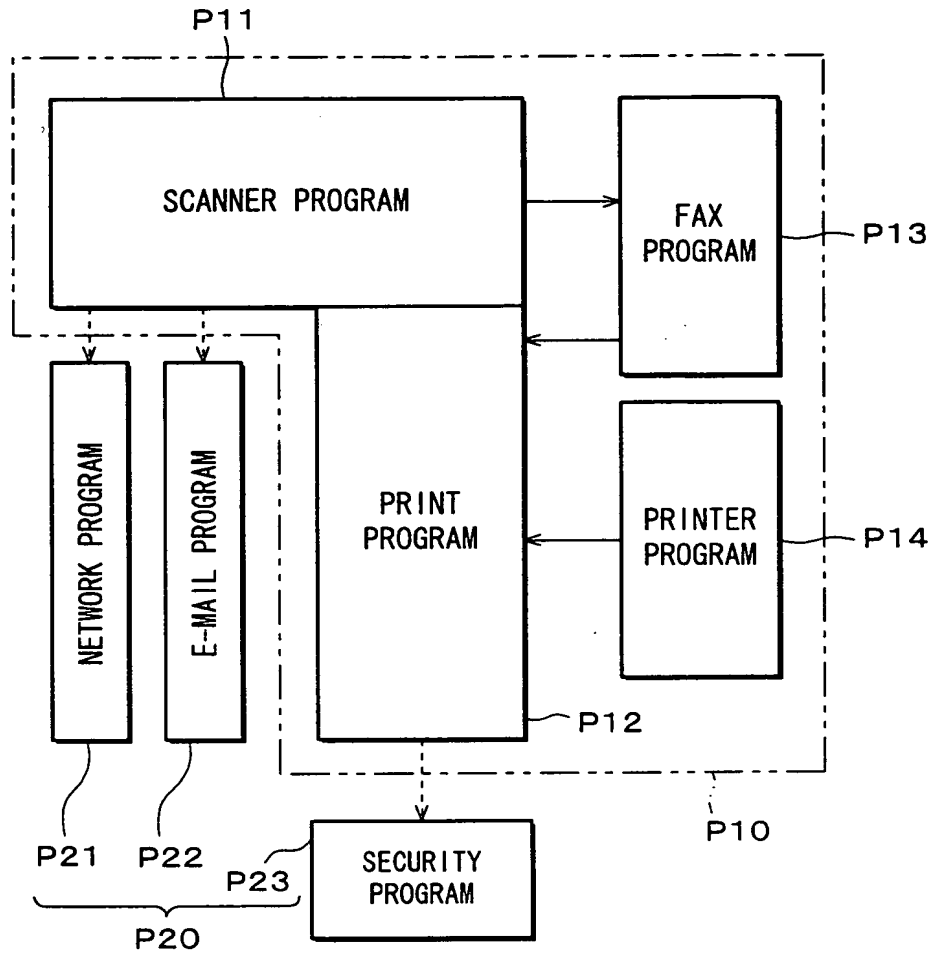 P11
SCANNER PROGRAM
FAX
PROGRAM
P13
NETWORK PROGRAM
E-MAIL PROGRAM
PRINT
PROGRAM
PRINTER
PROGRAM
P14
P12
P10
P21
P22
P23
SECURITY
PROGRAM
P20